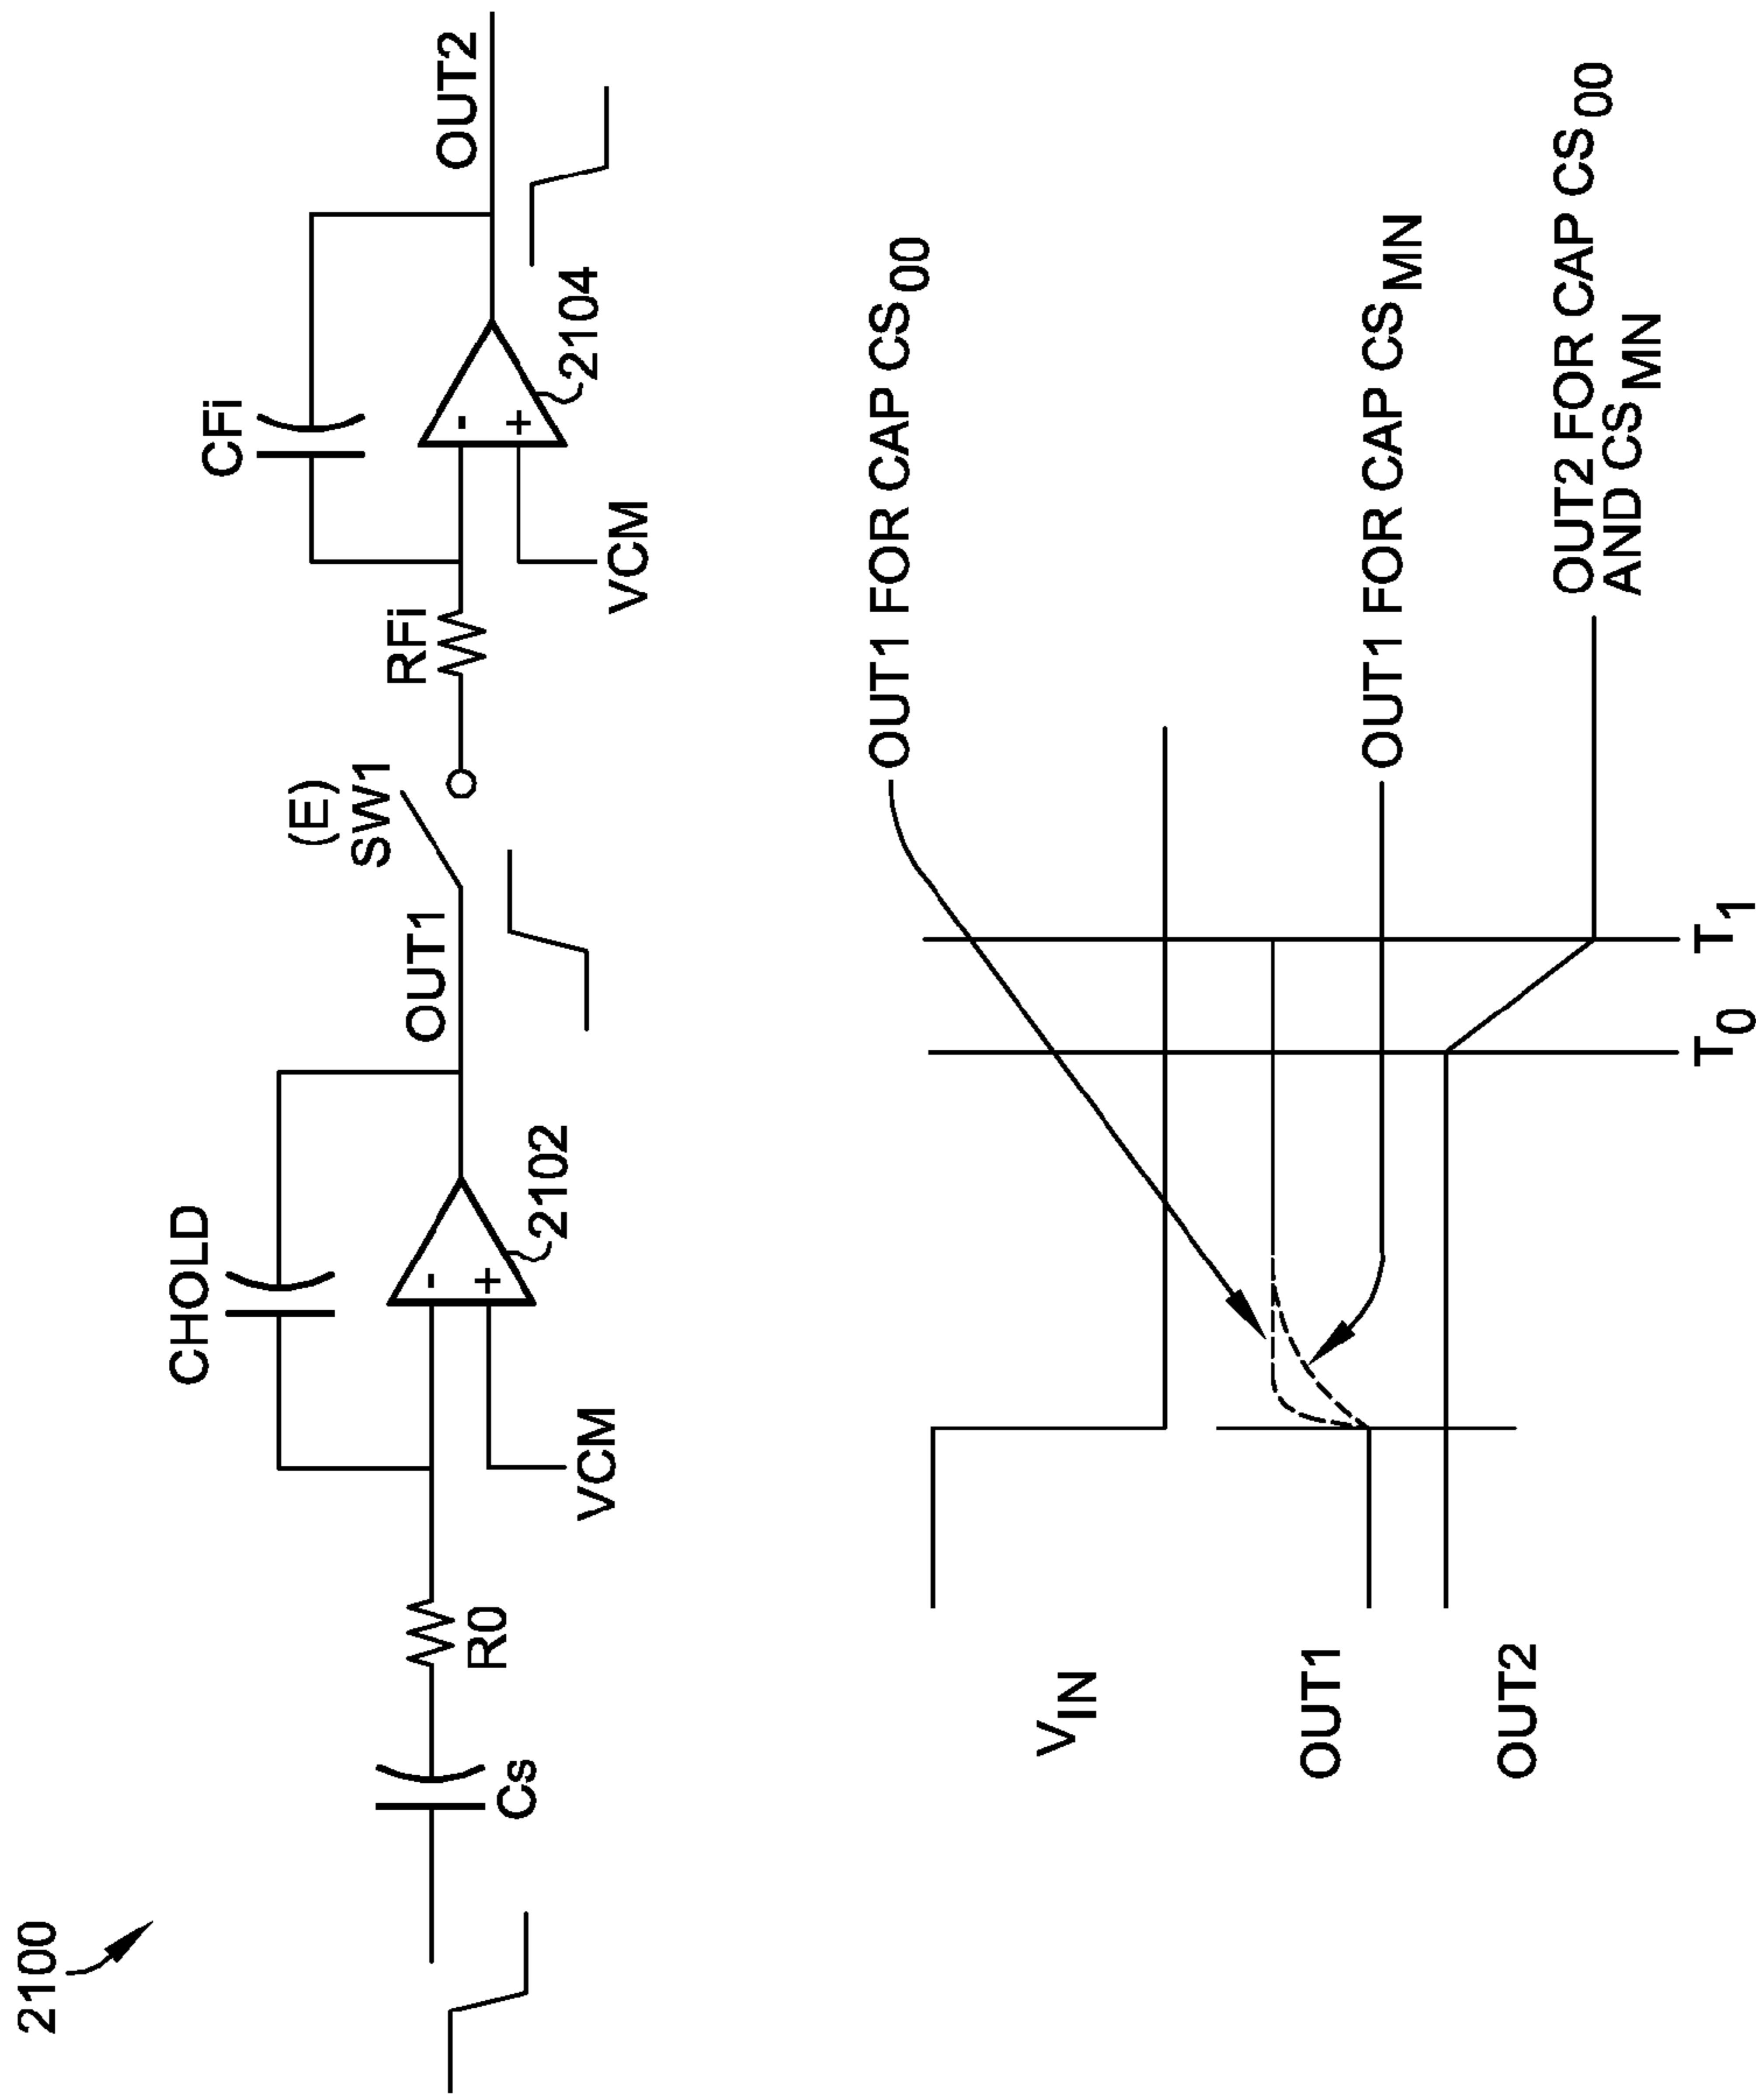 2100
CHOLD
CFi
(E)
SW1
OUT1
OUT2
RFi
Cs
R0
-
+
2102
VCM
-
+
2104
VCM
VIN
OUT1
OUT2
OUT1 FOR CAP CS00
OUT1 FOR CAP CSMN
OUT2 FOR CAP CS00
AND CSMN
T0
T1